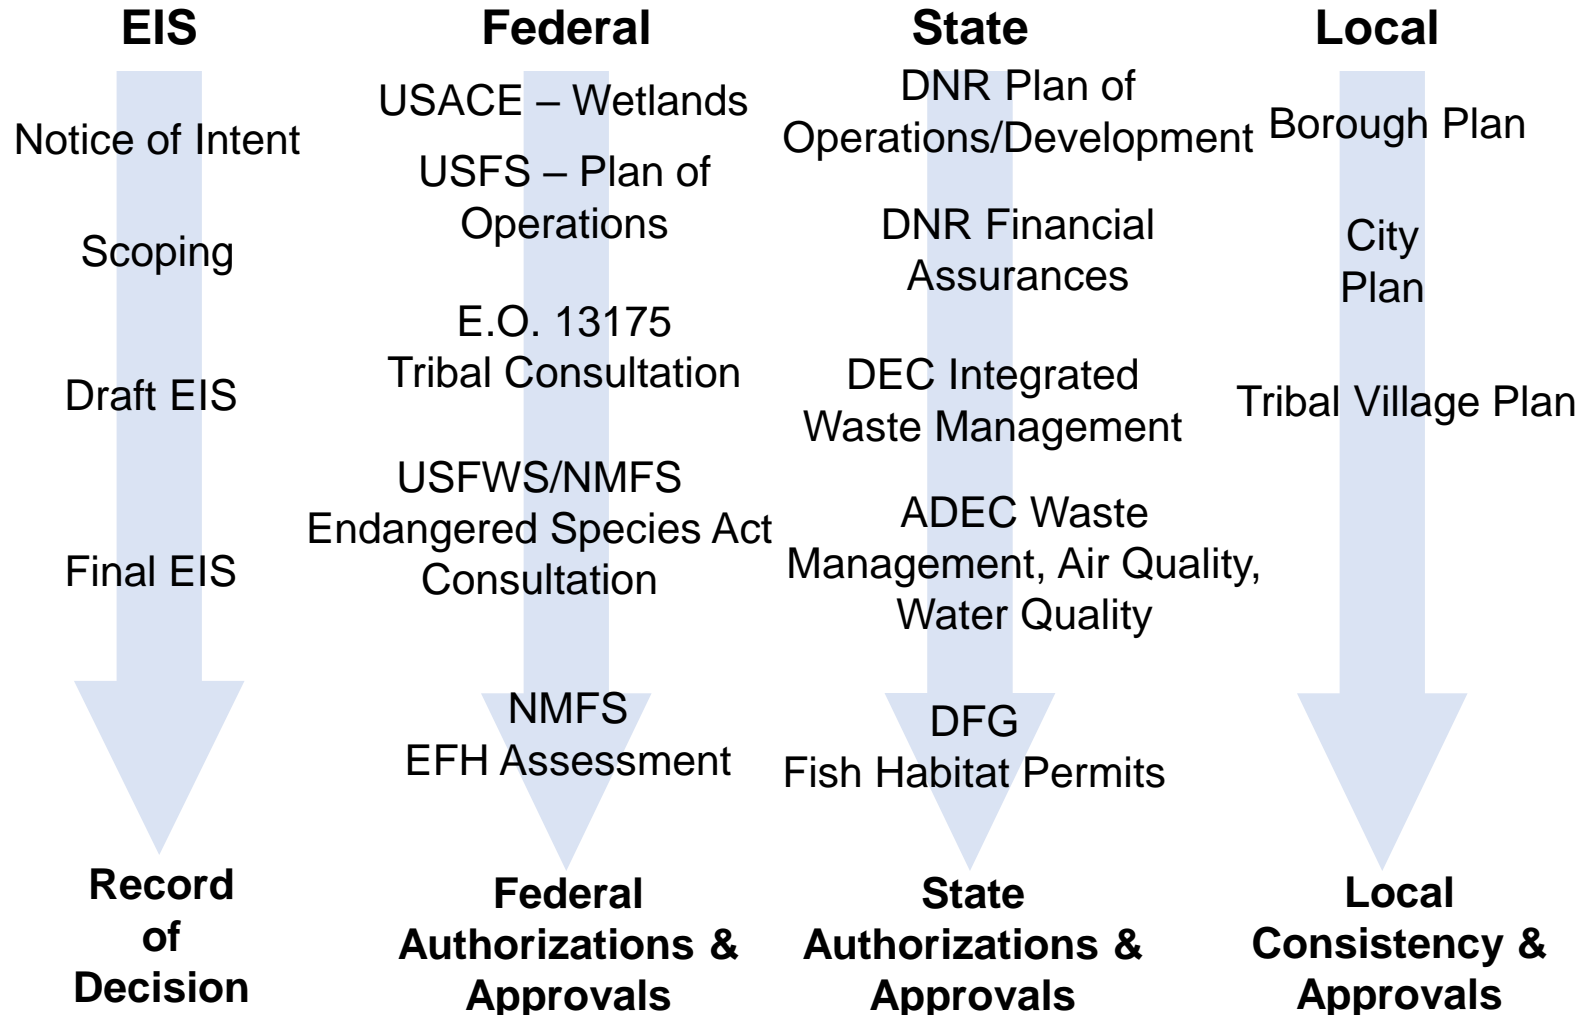 EIS
Notice of Intent
Scoping
Draft EIS
Final EIS
Record
of
Decision
Federal
USACE – Wetlands
USFS – Plan of
Operations
E.O. 13175
Tribal Consultation
USFWS/NMFS
Endangered Species Act
Consultation
NMFS
EFH Assessment
Federal
Authorizations &
Approvals
State
DNR Plan of
Operations/Development
DNR Financial
Assurances
DEC Integrated
Waste Management
ADEC Waste
Management, Air Quality,
Water Quality
DFG
Fish Habitat Permits
State
Authorizations &
Approvals
Local
Borough Plan
City
Plan
Tribal Village Plan
Local
Consistency &
Approvals